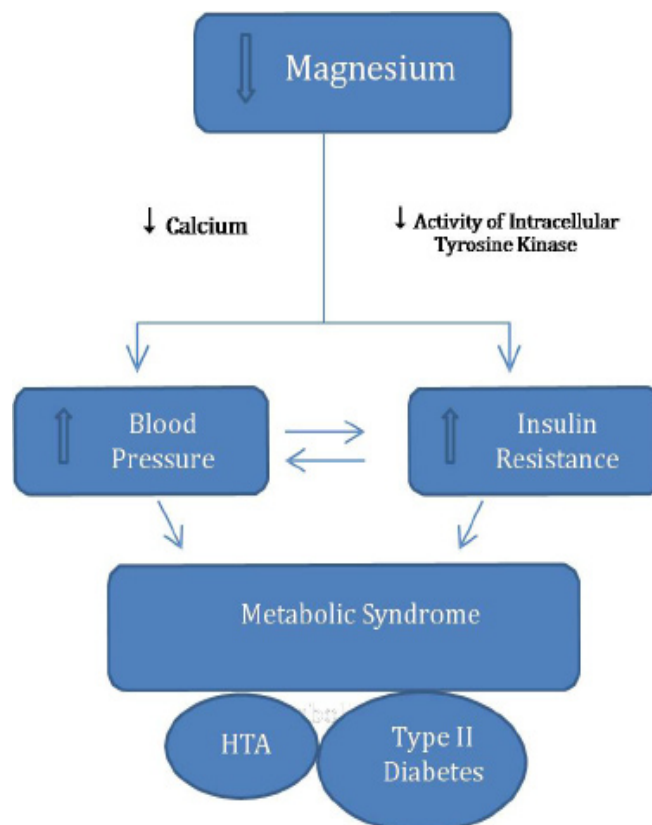 Magnesium
↓ Calcium
↓ Activity of Intracellular
Tyrosine Kinase
Blood
Pressure
Insulin
Resistance
Metabolic Syndrome
HTA
Type II
Diabetes